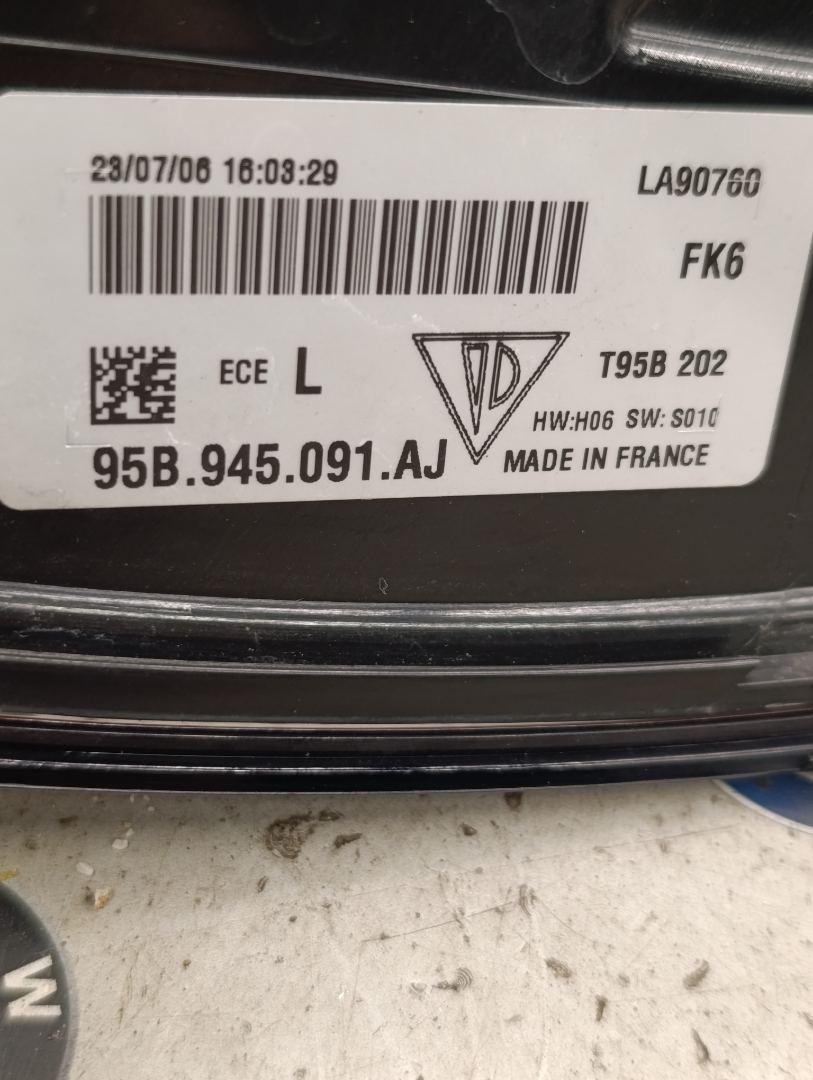 23/07/06 16:03:29
LA90760
FK6
ECE L
T95B 202
HW:H06 SW: S010
95B.945.091.AJ
MADE IN FRANCE
M